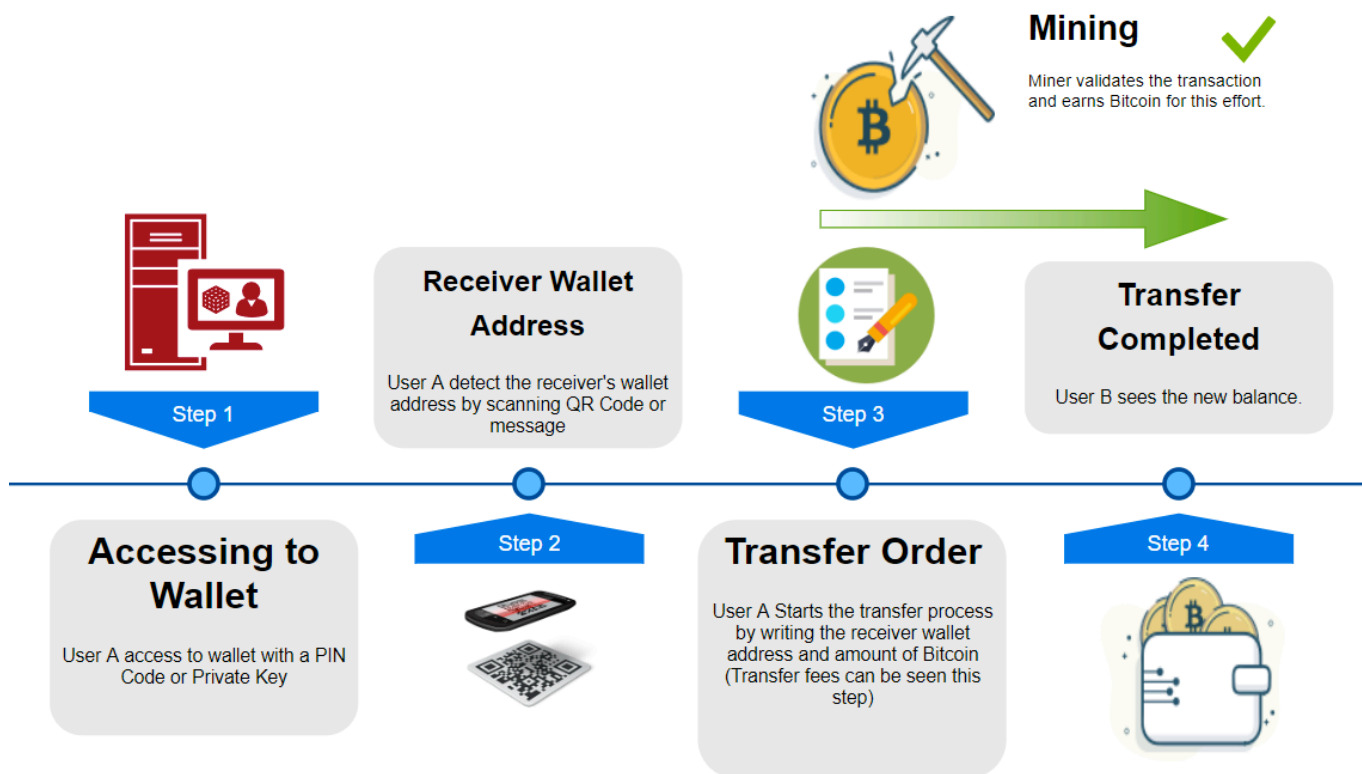 Mining
Miner validates the transaction
and earns Bitcoin for this effort.
Step 1
Accessing to
Wallet
User A access to wallet with a PIN
Code or Private Key
Receiver Wallet
Address
User A detect the receiver's wallet
address by scanning QR Code or
message
Step 2
Step 3
Transfer Order
User A Starts the transfer process
by writing the receiver wallet
address and amount of Bitcoin
(Transfer fees can be seen this
step)
Transfer
Completed
User B sees the new balance.
Step 4